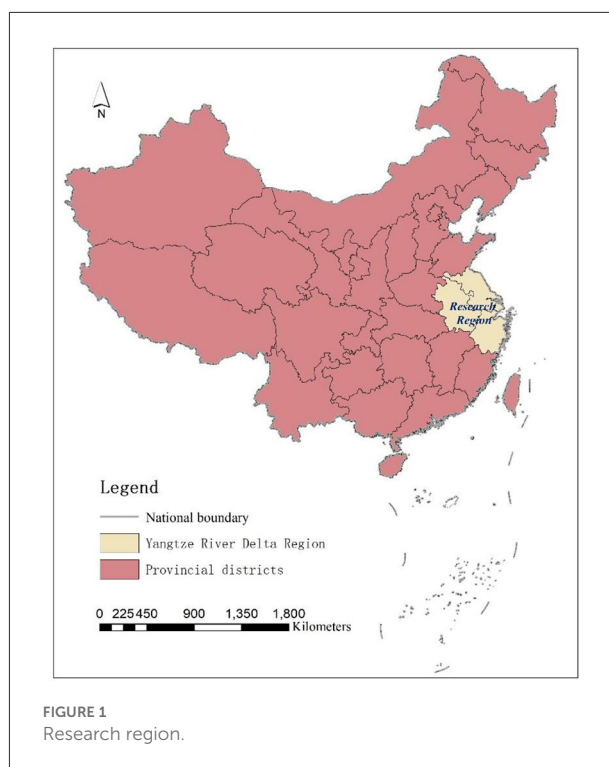 N
Research
Region
Legend
National boundary
Yangtze River Delta Region
Provincial districts
0 225450 900 1,350 1,800
Kilometers
FIGURE 1
Research region.